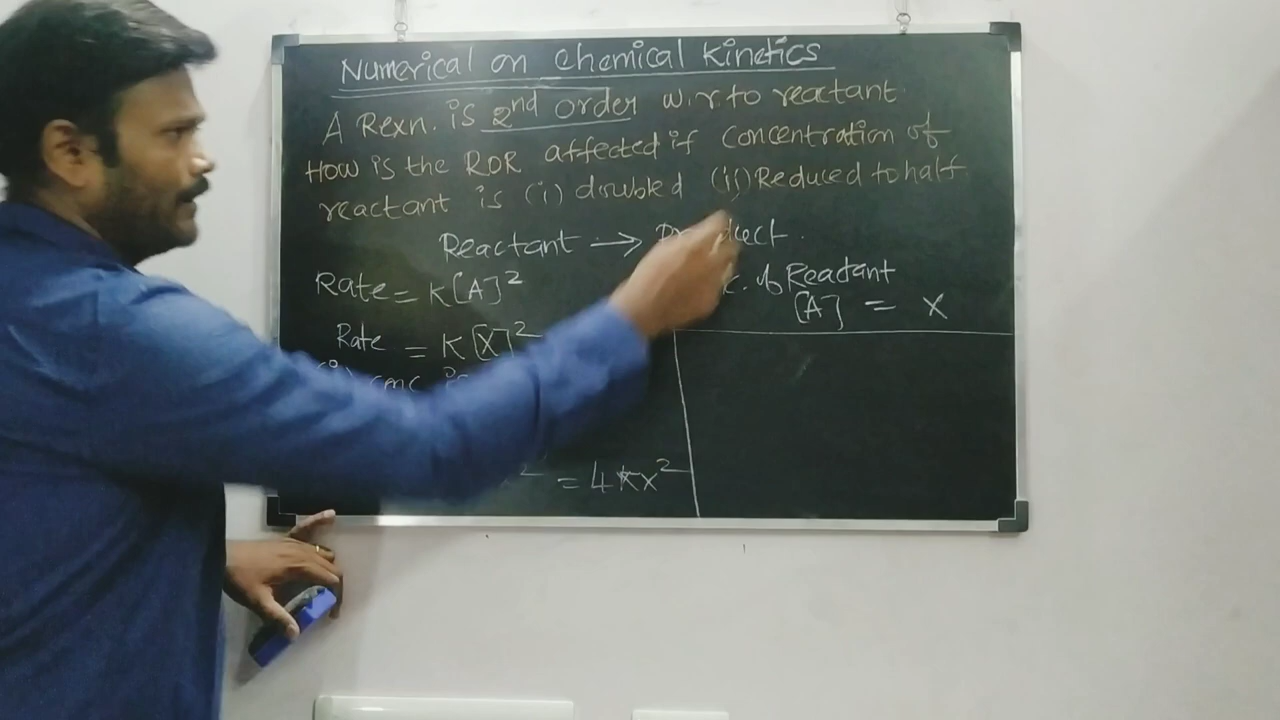 Numerical on Chemical Kinetics
A Rexn. is 2nd order w.r.to reactant.
How is the ROR affected if Concentration of
reactant is (i) doubled (ii) Reduced to half.
Reactant →
Rate = K[A]²
of Reactant
[A] = x
Rate = K[x]²
= 4Kx²